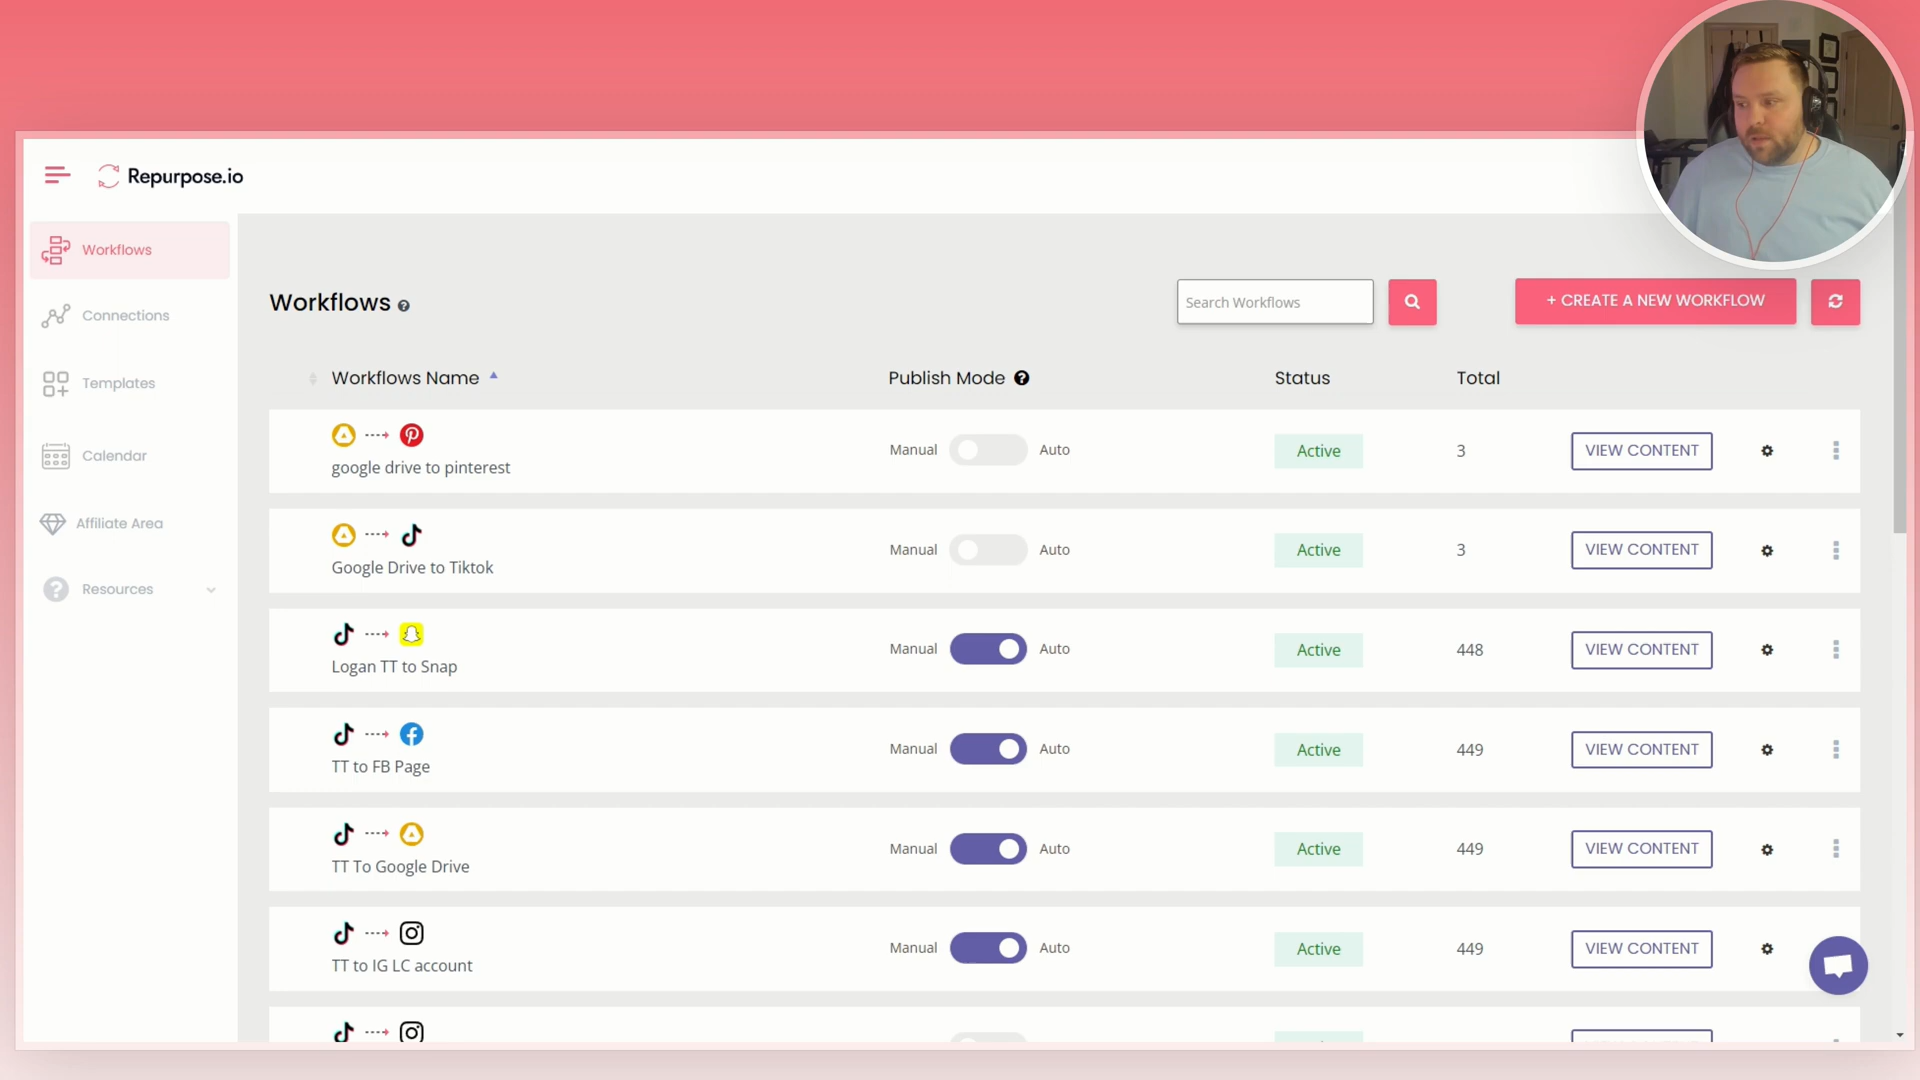 Repurpose.io
Workflows
Connections
Templates
Calendar
Affiliate Area
Resources
Workflows
Search Workflows
+ CREATE A NEW WORKFLOW
Workflows Name
Publish Mode
Status
Total
google drive to pinterest
Manual
Auto
Active
3
VIEW CONTENT
Google Drive to Tiktok
Manual
Auto
Active
3
VIEW CONTENT
Logan TT to Snap
Manual
Auto
Active
448
VIEW CONTENT
TT to FB Page
Manual
Auto
Active
449
VIEW CONTENT
TT To Google Drive
Manual
Auto
Active
449
VIEW CONTENT
TT to IG LC account
Manual
Auto
Active
449
VIEW CONTENT